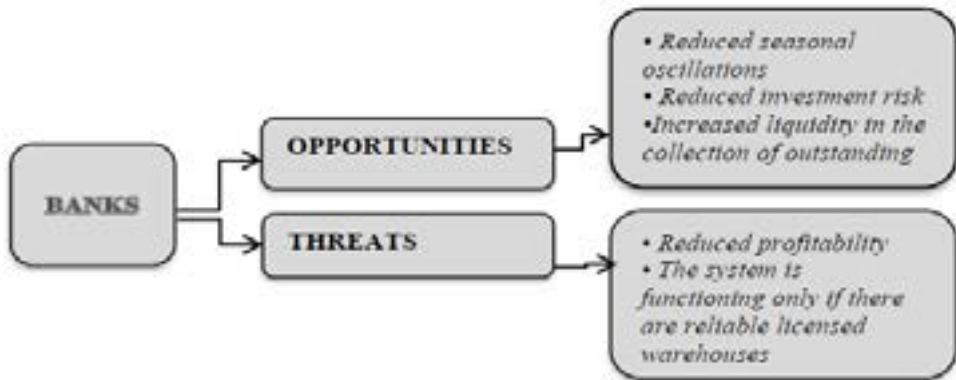 BANKS
OPPORTUNITIES
• Reduced seasonal
oscillations
• Reduced investment risk
•Increased liquidity in the
collection of outstanding
THREATS
• Reduced profitability
• The system is
functioning only if there
are reliable licensed
warehouses